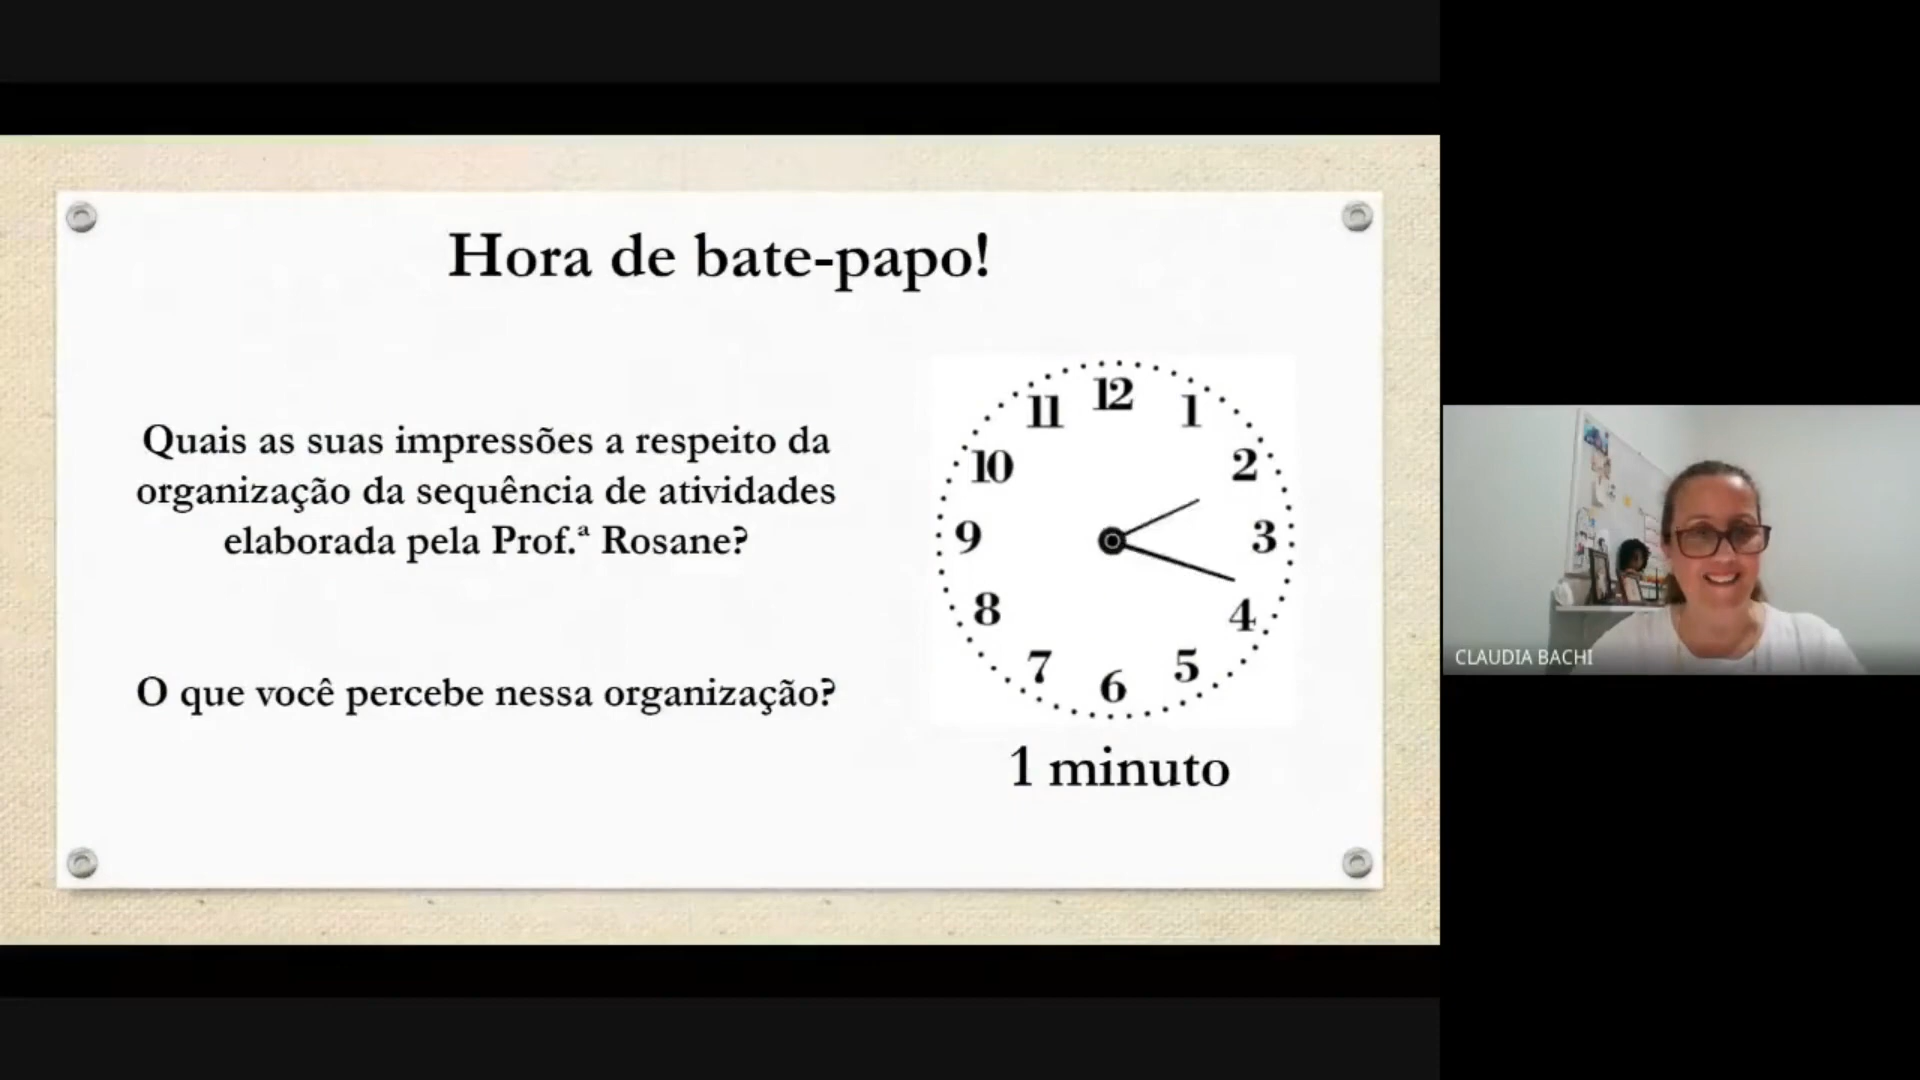 Hora de bate-papo!
Quais as suas impressões a respeito da
organização da sequência de atividades
elaborada pela Prof.ª Rosane?
O que você percebe nessa organização?
12
1
2
3
4
5
6
7
8
9
10
11
1 minuto
CLAUDIA BACHI